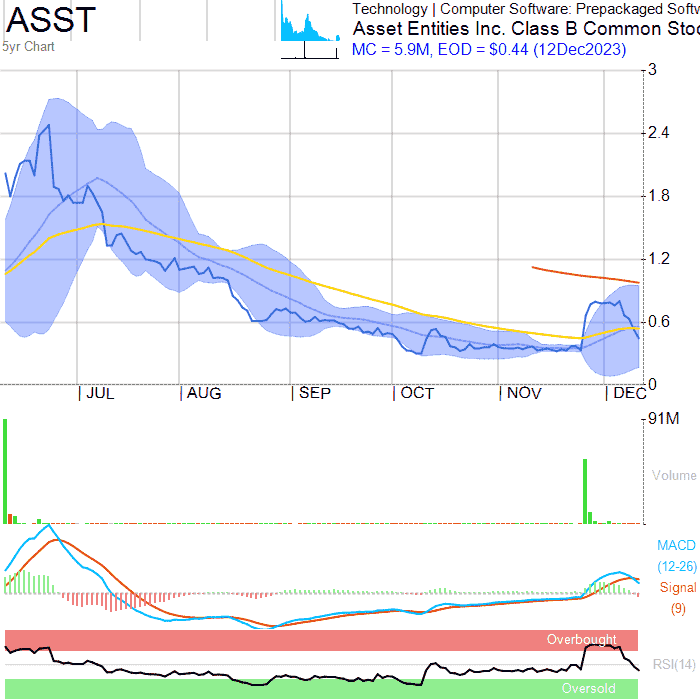 ASST
5yr Chart
Technology | Computer Software: Prepackaged Softw
Asset Entities Inc. Class B Common Stoc
MC = 5.9M, EOD = $0.44 (12Dec2023)
3
2.4
1.8
1.2
0.6
0
| JUL | AUG | SEP | OCT | NOV | DEC
91M
Volume
MACD
(12-26)
Signal
(9)
Overbought
RSI(14)
Oversold